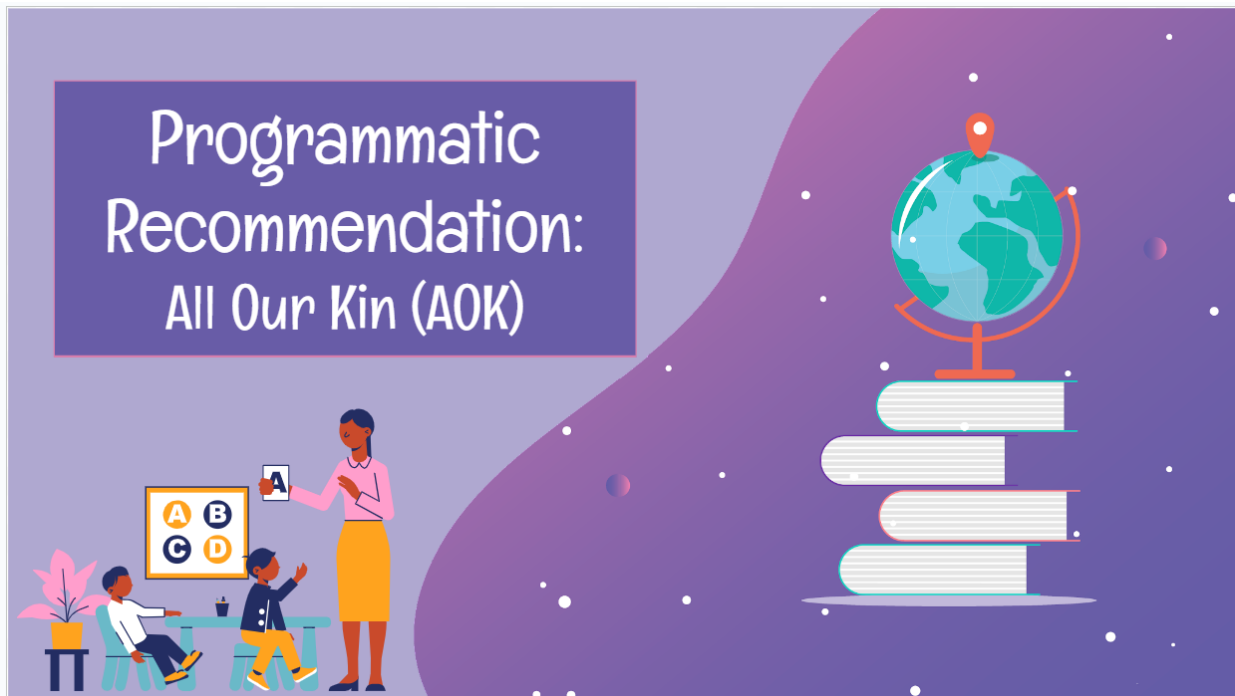 Programmatic
Recommendation:
All Our Kin (AOK)
A
A B
C D